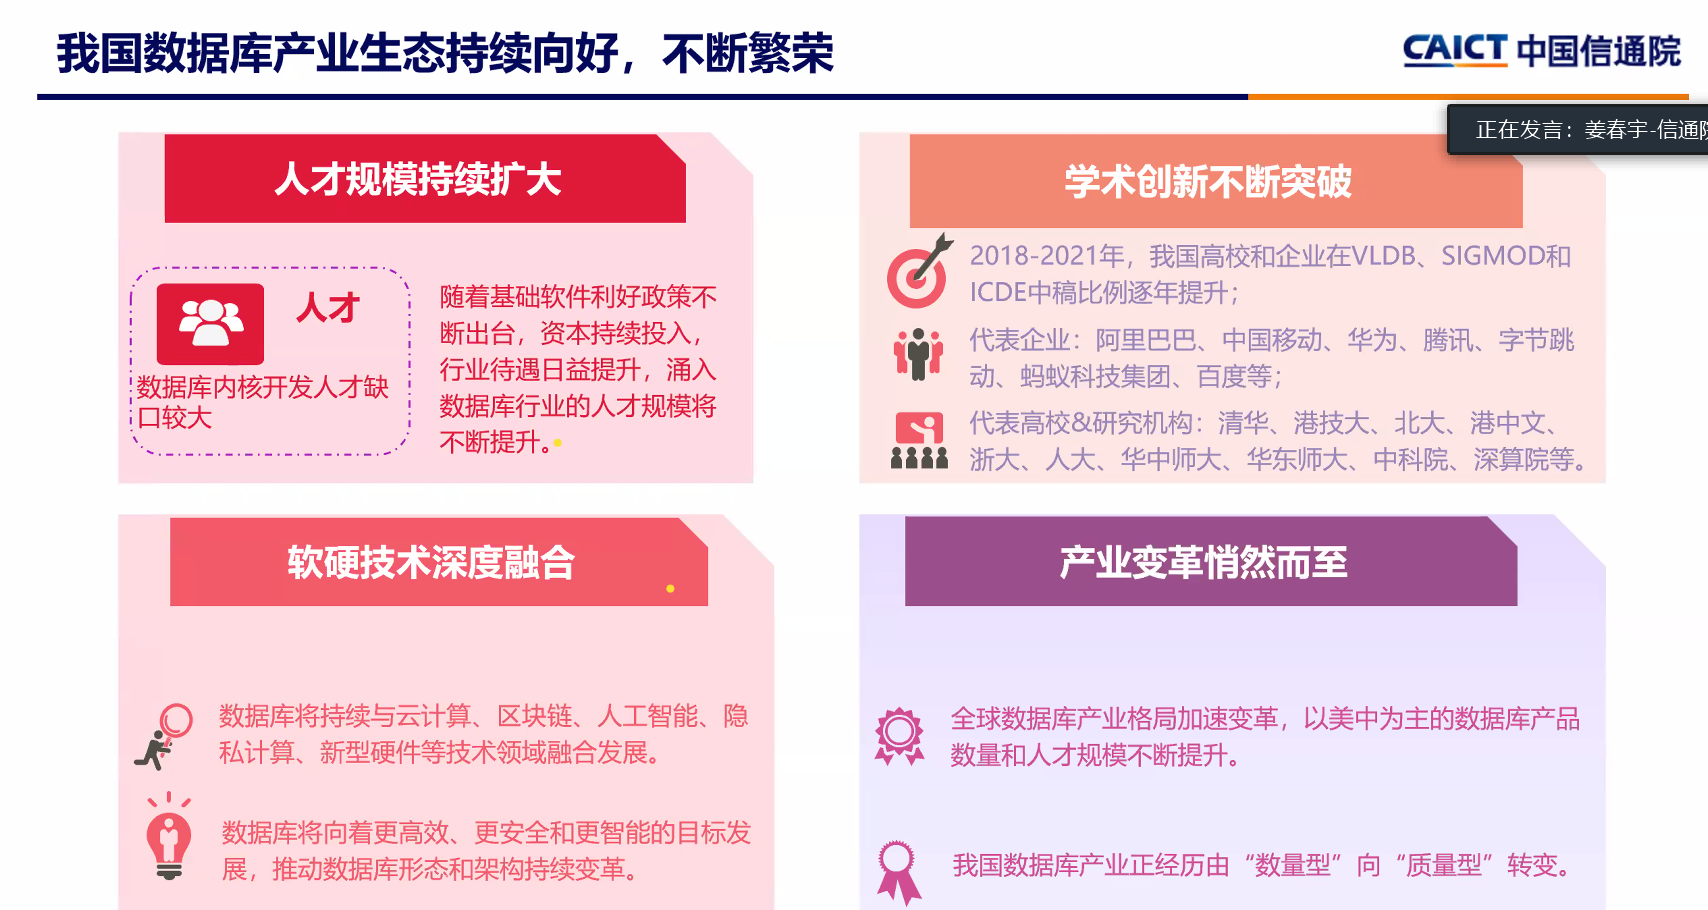 我国数据库产业生态持续向好，不断繁荣
CAICT 中国信通院
正在发言：姜春宇-信通院
人才规模持续扩大
人才
数据库内核开发人才缺
口较大
随着基础软件利好政策不
断出台，资本持续投入，
行业待遇日益提升，涌入
数据库行业的人才规模将
不断提升。
学术创新不断突破
2018-2021年，我国高校和企业在VLDB、SIGMOD和
ICDE中稿比例逐年提升；
代表企业：阿里巴巴、中国移动、华为、腾讯、字节跳
动、蚂蚁科技集团、百度等；
代表高校&研究机构：清华、港技大、北大、港中文、
浙大、人大、华中师大、华东师大、中科院、深算院等。
软硬技术深度融合
数据库将持续与云计算、区块链、人工智能、隐
私计算、新型硬件等技术领域融合发展。
数据库将向着更高效、更安全和更智能的目标发
展，推动数据库形态和架构持续变革。
产业变革悄然而至
全球数据库产业格局加速变革，以美中为主的数据库产品
数量和人才规模不断提升。
我国数据库产业正经历由“数量型”向“质量型”转变。